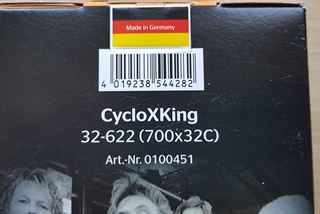 Made in Germany
4 019238 544282
CycloXKing
32-622 (700x32C)
Art.-Nr. 0100451